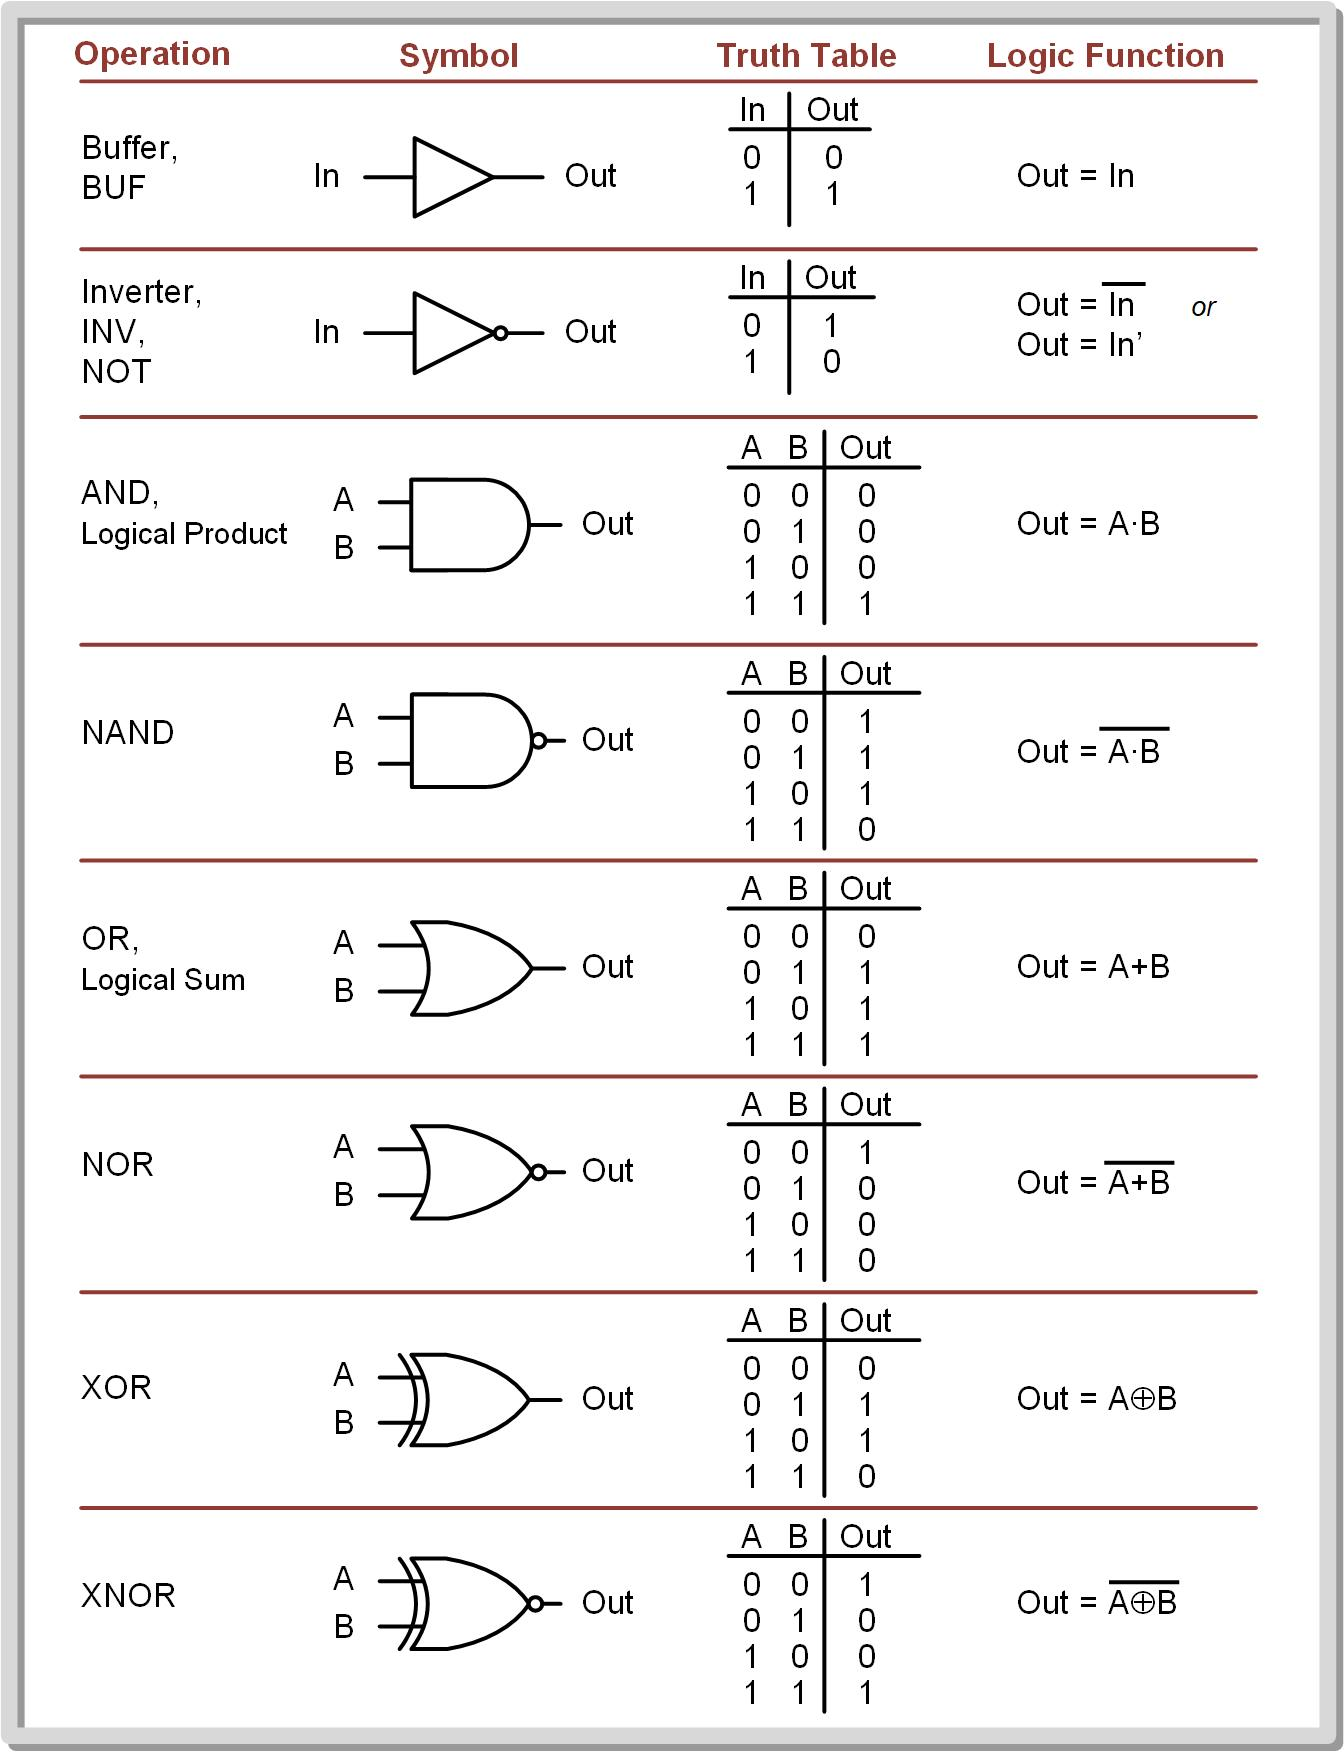 Operation Symbol Truth Table Logic Function
In Out
Buffer,
BUF
In Out
0 0
1 1
Out = In
In Out
Inverter,
INV,
NOT
In Out
0 1
1 0
Out = I̅n̅ or
Out = In’
A B Out
AND,
Logical Product
A
B
Out
0 0 0
0 1 0
1 0 0
1 1 1
Out = A·B
A B Out
NAND
A
B
Out
0 0 1
0 1 1
1 0 1
1 1 0
Out = A̅·̅B̅
A B Out
OR,
Logical Sum
A
B
Out
0 0 0
0 1 1
1 0 1
1 1 1
Out = A+B
A B Out
NOR
A
B
Out
0 0 1
0 1 0
1 0 0
1 1 0
Out = A̅+̅B̅
A B Out
XOR
A
B
Out
0 0 0
0 1 1
1 0 1
1 1 0
Out = A⊕B
A B Out
XNOR
A
B
Out
0 0 1
0 1 0
1 0 0
1 1 1
Out = A̅⊕̅B̅